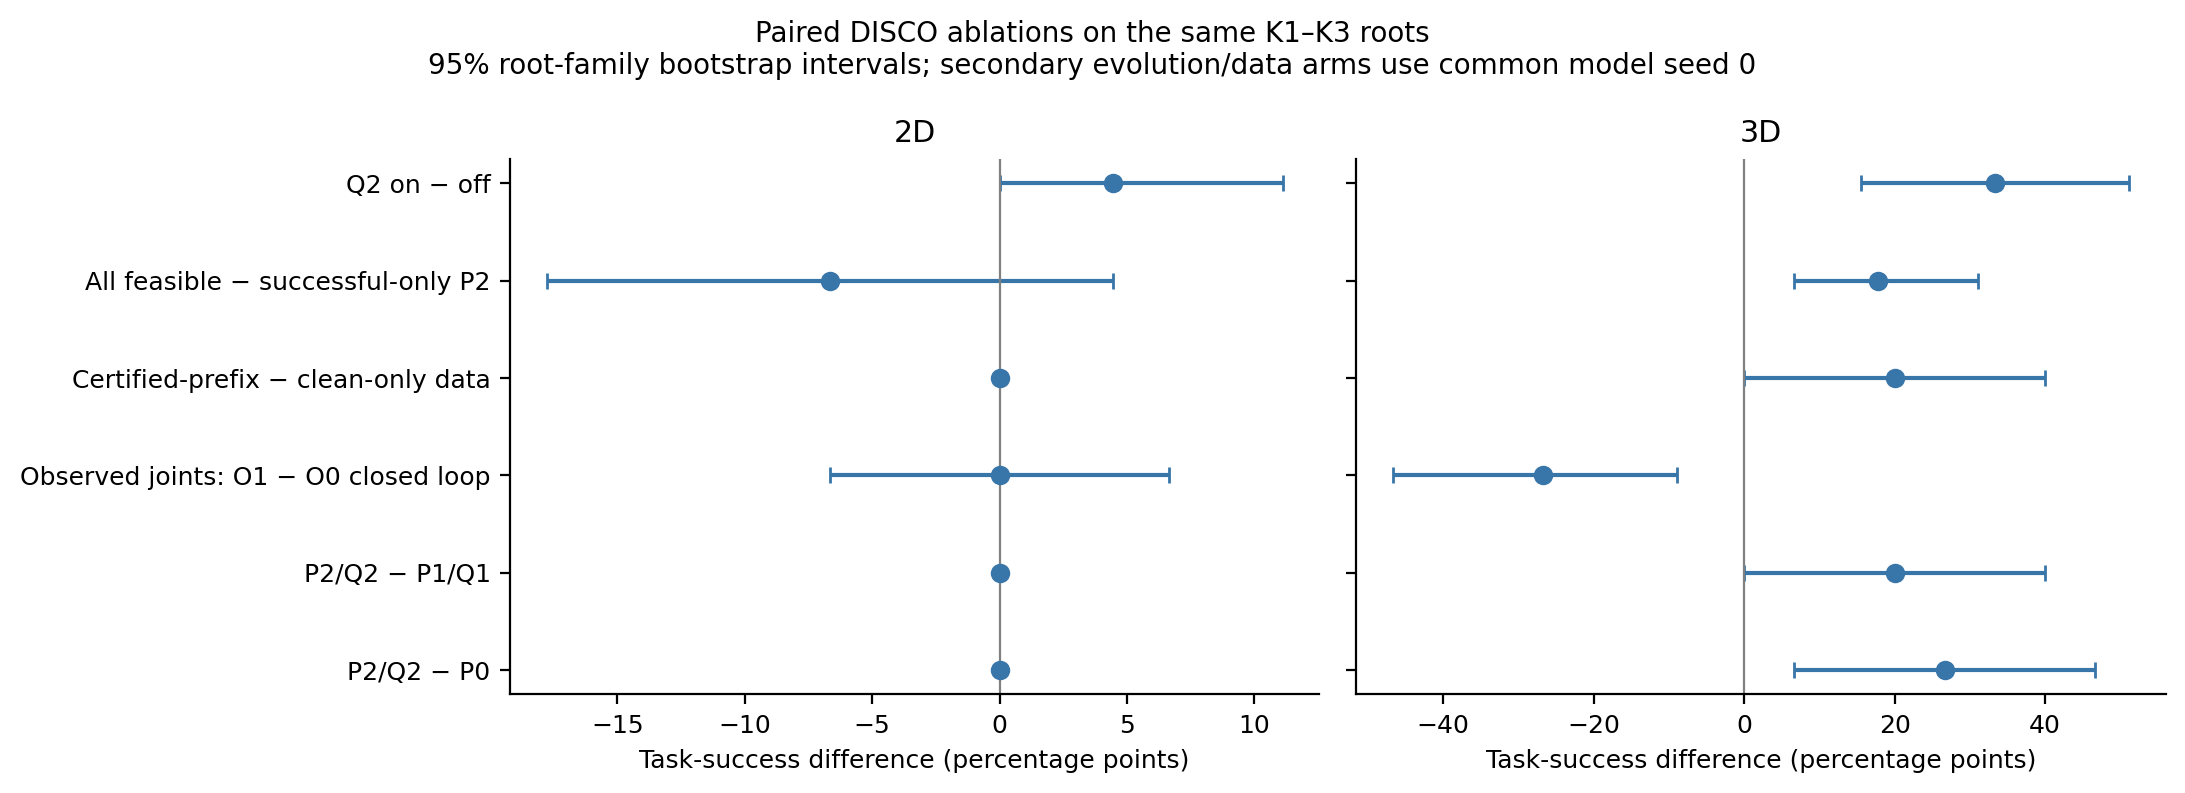 Paired DISCO ablations on the same K1–K3 roots
95% root-family bootstrap intervals; secondary evolution/data arms use common model seed 0
2D
3D
Q2 on − off
All feasible − successful-only P2
Certified-prefix − clean-only data
Observed joints: O1 − O0 closed loop
P2/Q2 − P1/Q1
P2/Q2 − P0
−15 −10 −5 0 5 10
−40 −20 0 20 40
Task-success difference (percentage points)
Task-success difference (percentage points)